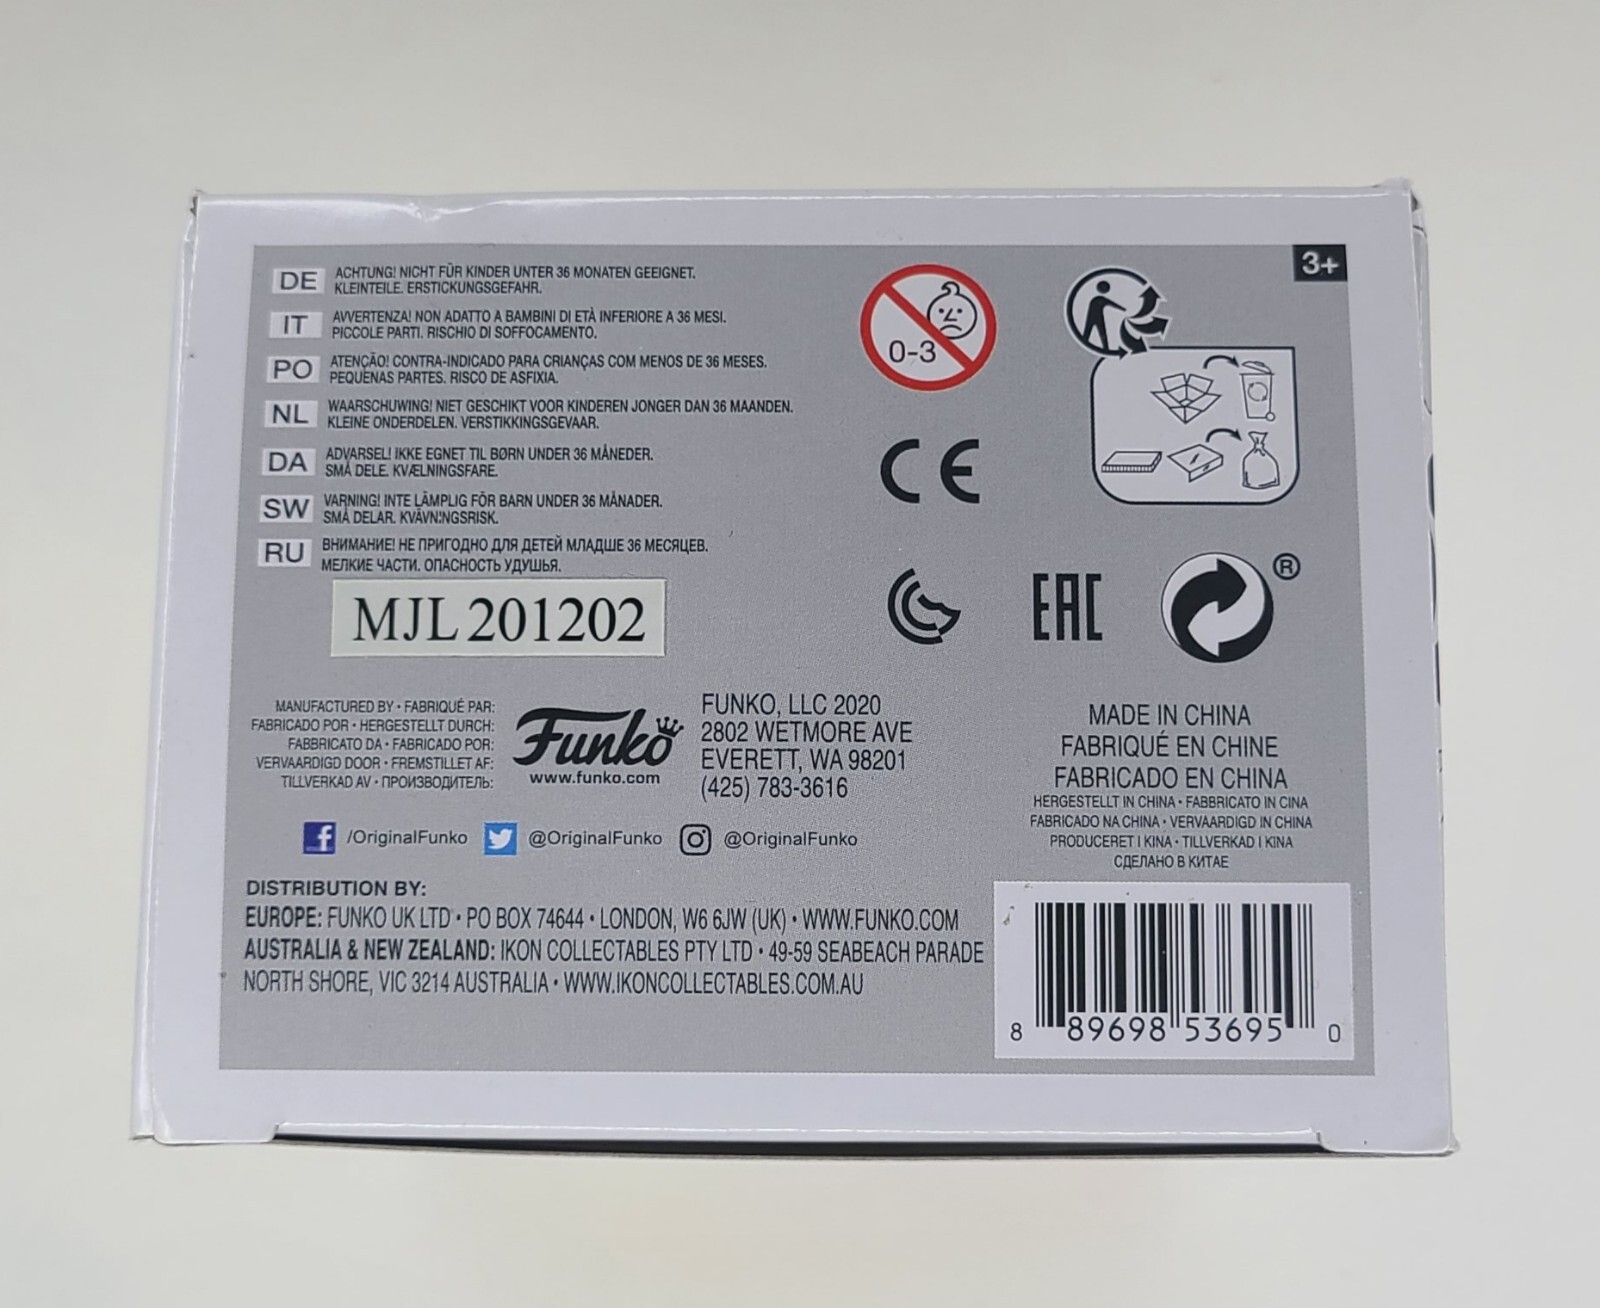 3+
DE ACHTUNG! NICHT FÜR KINDER UNTER 36 MONATEN GEEIGNET.
KLEINTEILE. ERSTICKUNGSGEFAHR.
IT AVVERTENZA! NON ADATTO A BAMBINI DI ETÀ INFERIORE A 36 MESI.
PICCOLE PARTI. RISCHIO DI SOFFOCAMENTO.
PO ATENÇÃO! CONTRA-INDICADO PARA CRIANÇAS COM MENOS DE 36 MESES.
PEQUENAS PARTES. RISCO DE ASFIXIA.
NL WAARSCHUWING! NIET GESCHIKT VOOR KINDEREN JONGER DAN 36 MAANDEN.
KLEINE ONDERDELEN. VERSTIKKINGSGEVAAR.
DA ADVARSEL! IKKE EGNET TIL BØRN UNDER 36 MÅNEDER.
SMÅ DELE. KVÆLNINGSFARE.
SW VARNING! INTE LÄMPLIG FÖR BARN UNDER 36 MÅNADER.
SMÅ DELAR. KVÄVNINGSRISK.
RU ВНИМАНИЕ! НЕ ПРИГОДНО ДЛЯ ДЕТЕЙ МЛАДШЕ 36 МЕСЯЦЕВ.
МЕЛКИЕ ЧАСТИ. ОПАСНОСТЬ УДУШЬЯ.
0-3
CE
EAC
®
MJL 201202
MANUFACTURED BY • FABRIQUÉ PAR:
FABRICADO POR • HERGESTELLT DURCH:
FABBRICATO DA • FABRICADO POR:
VERVAARDIGD DOOR • FREMSTILLET AF:
TILLVERKAD AV • ПРОИЗВОДИТЕЛЬ:
Funko
www.funko.com
FUNKO, LLC 2020
2802 WETMORE AVE
EVERETT, WA 98201
(425) 783-3616
MADE IN CHINA
FABRIQUÉ EN CHINE
FABRICADO EN CHINA
HERGESTELLT IN CHINA • FABBRICATO IN CINA
FABRICADO NA CHINA • VERVAARDIGD IN CHINA
PRODUCERET I KINA • TILLVERKAD I KINA
СДЕЛАНО В КИТАЕ
f /OriginalFunko @OriginalFunko @OriginalFunko
DISTRIBUTION BY:
EUROPE: FUNKO UK LTD • PO BOX 74644 • LONDON, W6 6JW (UK) • WWW.FUNKO.COM
AUSTRALIA & NEW ZEALAND: IKON COLLECTABLES PTY LTD • 49-59 SEABEACH PARADE
NORTH SHORE, VIC 3214 AUSTRALIA • WWW.IKONCOLLECTABLES.COM.AU
8 89698 53695 0